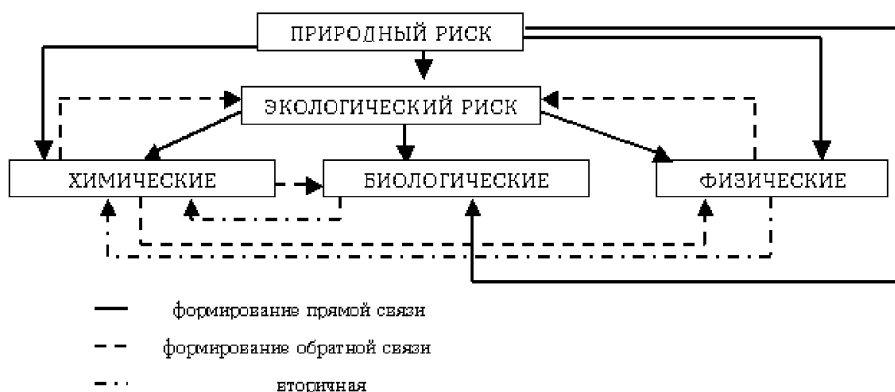 ПРИРОДНЫЙ РИСК
ЭКОЛОГИЧЕСКИЙ РИСК
ХИМИЧЕСКИЕ
БИОЛОГИЧЕСКИЕ
ФИЗИЧЕСКИЕ
формирование прямой связи
формирование обратной связи
вторичная